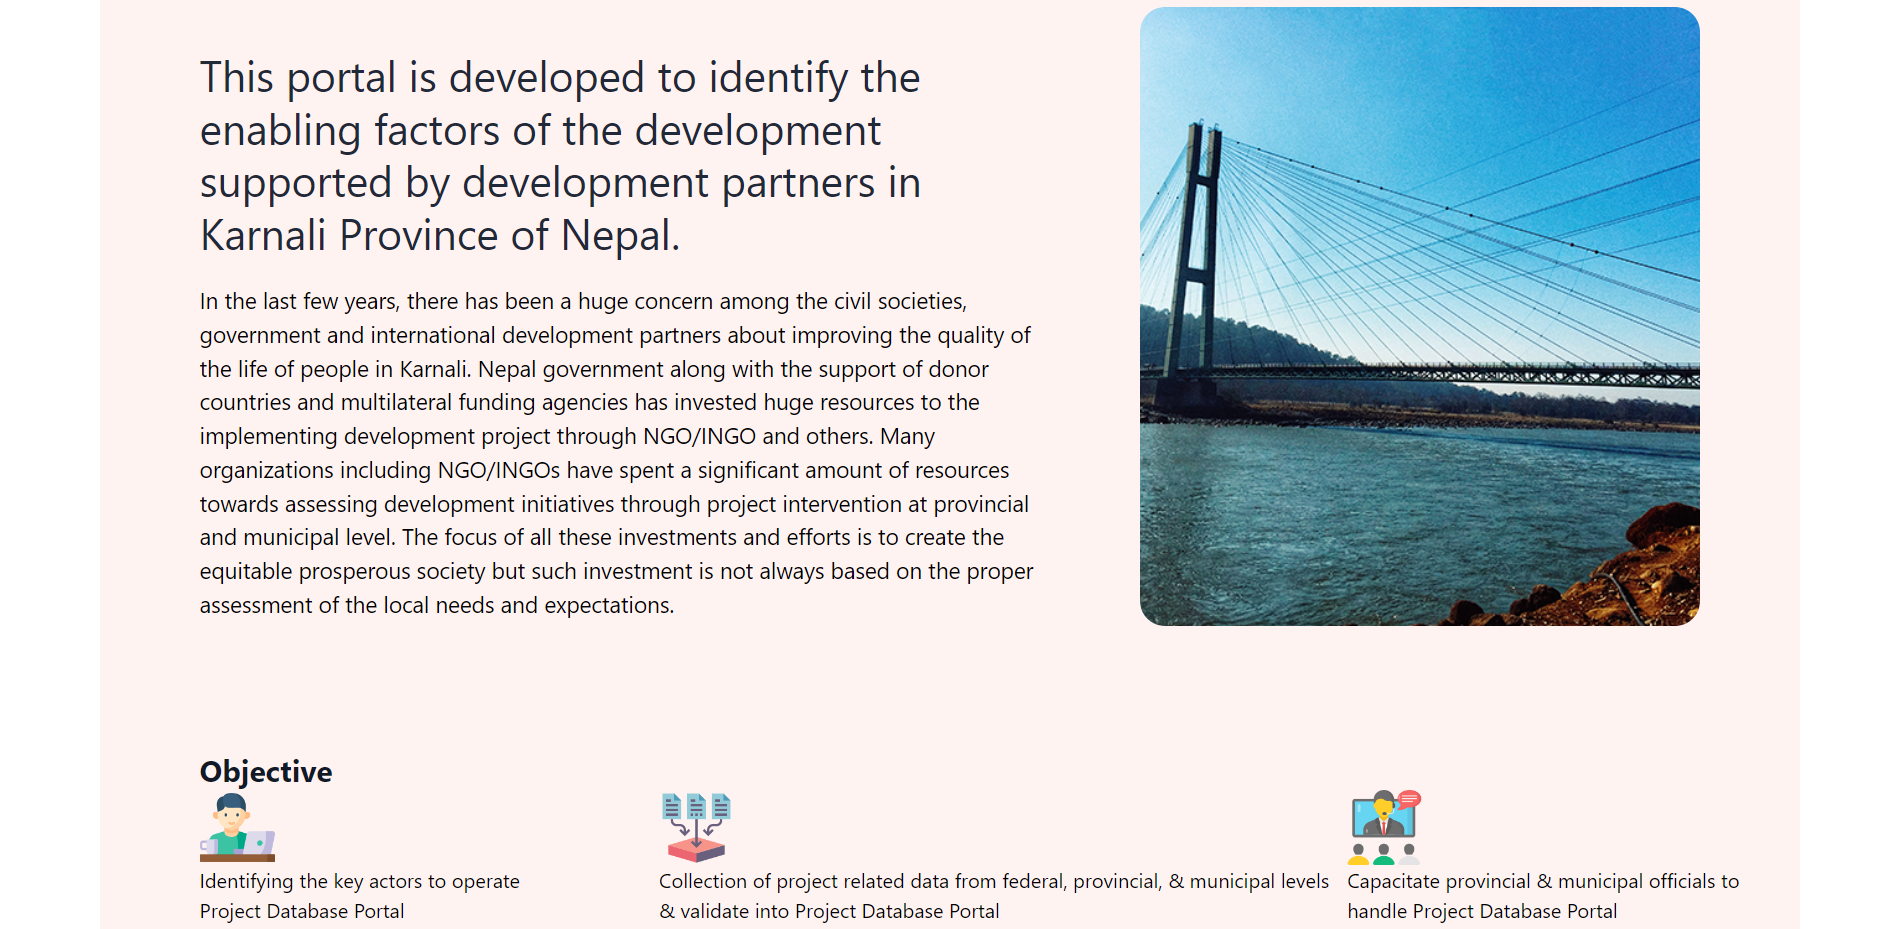 This portal is developed to identify the
enabling factors of the development
supported by development partners in
Karnali Province of Nepal.
In the last few years, there has been a huge concern among the civil societies,
government and international development partners about improving the quality of
the life of people in Karnali. Nepal government along with the support of donor
countries and multilateral funding agencies has invested huge resources to the
implementing development project through NGO/INGO and others. Many
organizations including NGO/INGOs have spent a significant amount of resources
towards assessing development initiatives through project intervention at provincial
and municipal level. The focus of all these investments and efforts is to create the
equitable prosperous society but such investment is not always based on the proper
assessment of the local needs and expectations.
Objective
Identifying the key actors to operate
Project Database Portal
Collection of project related data from federal, provincial, & municipal levels
& validate into Project Database Portal
Capacitate provincial & municipal officials to
handle Project Database Portal